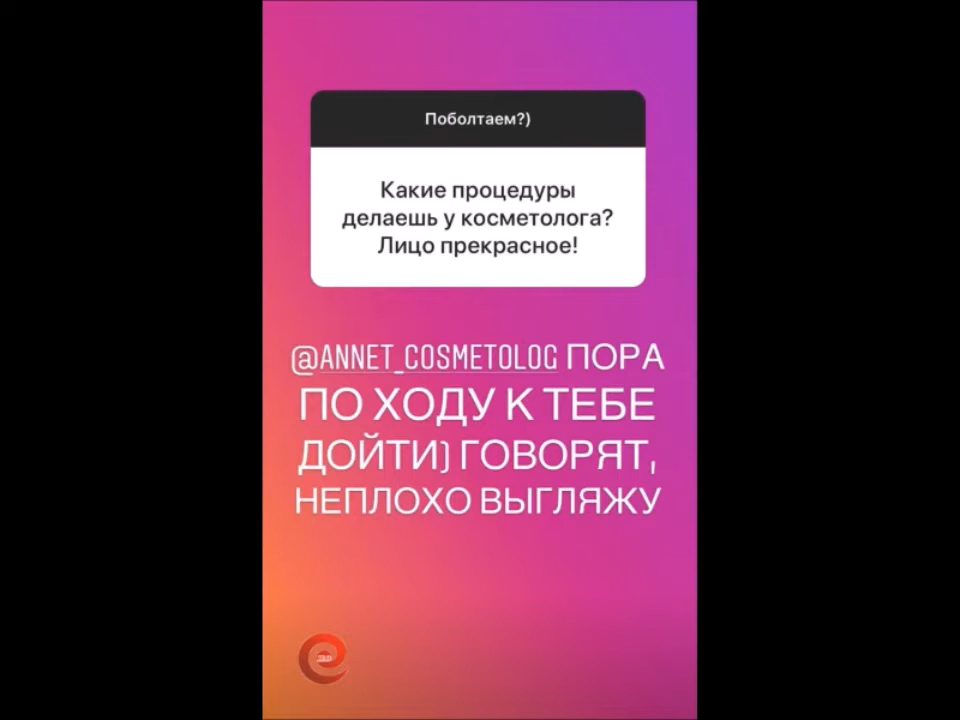 Поболтаем?)
Какие процедуры
делаешь у косметолога?
Лицо прекрасное!
@ANNET_COSMETOLOG ПОРА
ПО ХОДУ К ТЕБЕ
ДОЙТИ) ГОВОРЯТ,
НЕПЛОХО ВЫГЛЯЖУ